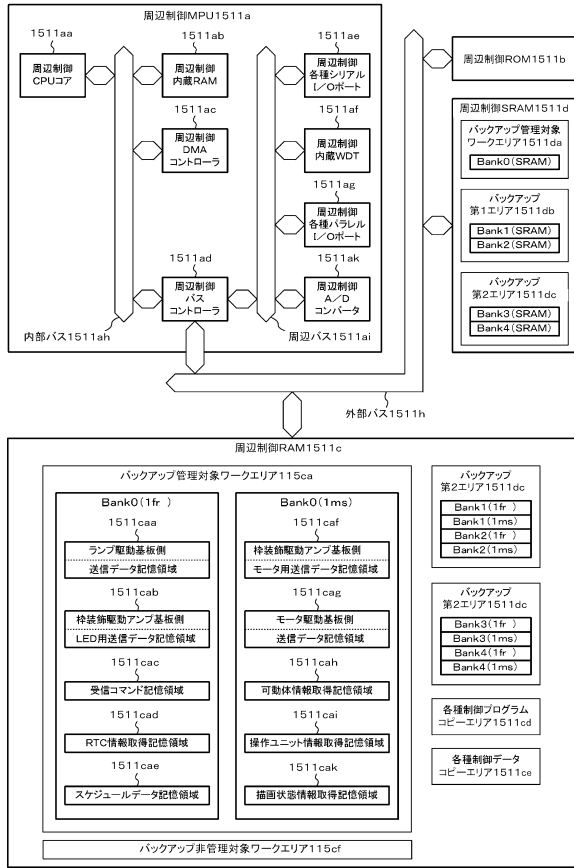 周辺制御MPU1511a
1511aa
周辺制御
CPUコア
1511ab
周辺制御
内蔵RAM
1511ac
周辺制御
DMA
コントローラ
1511ad
周辺制御
バス
コントローラ
1511ae
周辺制御
各種シリアル
I/Oポート
1511af
周辺制御
内蔵WDT
1511ag
周辺制御
各種パラレル
I/Oポート
1511ak
周辺制御
A/D
コンバータ
内部バス1511ah
周辺バス1511ai
周辺制御ROM1511b
周辺制御SRAM1511d
バックアップ管理対象
ワークエリア1511da
Bank0(SRAM)
バックアップ
第1エリア1511db
Bank1(SRAM)
Bank2(SRAM)
バックアップ
第2エリア1511dc
Bank3(SRAM)
Bank4(SRAM)
外部バス1511h
周辺制御RAM1511c
バックアップ管理対象ワークエリア115ca
Bank0(1fr )
1511caa
ランプ駆動基板側
送信データ記憶領域
1511cab
枠装飾駆動アンプ基板側
LED用送信データ記憶領域
1511cac
受信コマンド記憶領域
1511cad
RTC情報取得記憶領域
1511cae
スケジュールデータ記憶領域
Bank0(1ms)
1511caf
枠装飾駆動アンプ基板側
モータ用送信データ記憶領域
1511cag
モータ駆動基板側
送信データ記憶領域
1511cah
可動体情報取得記憶領域
1511cai
操作ユニット情報取得記憶領域
1511cak
描画状態情報取得記憶領域
バックアップ
第2エリア1511dc
Bank1(1fr )
Bank1(1ms)
Bank2(1fr )
Bank2(1ms)
バックアップ
第2エリア1511dc
Bank3(1fr )
Bank3(1ms)
Bank4(1fr )
Bank4(1ms)
各種制御プログラム
コピーエリア1511cd
各種制御データ
コピーエリア1511ce
バックアップ非管理対象ワークエリア115cf